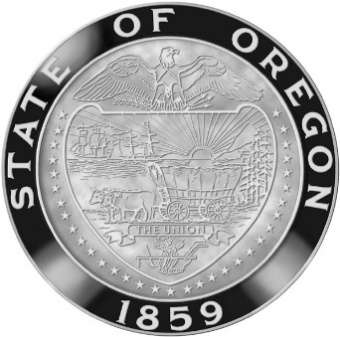 STATE OF OREGON
THE UNION
1859